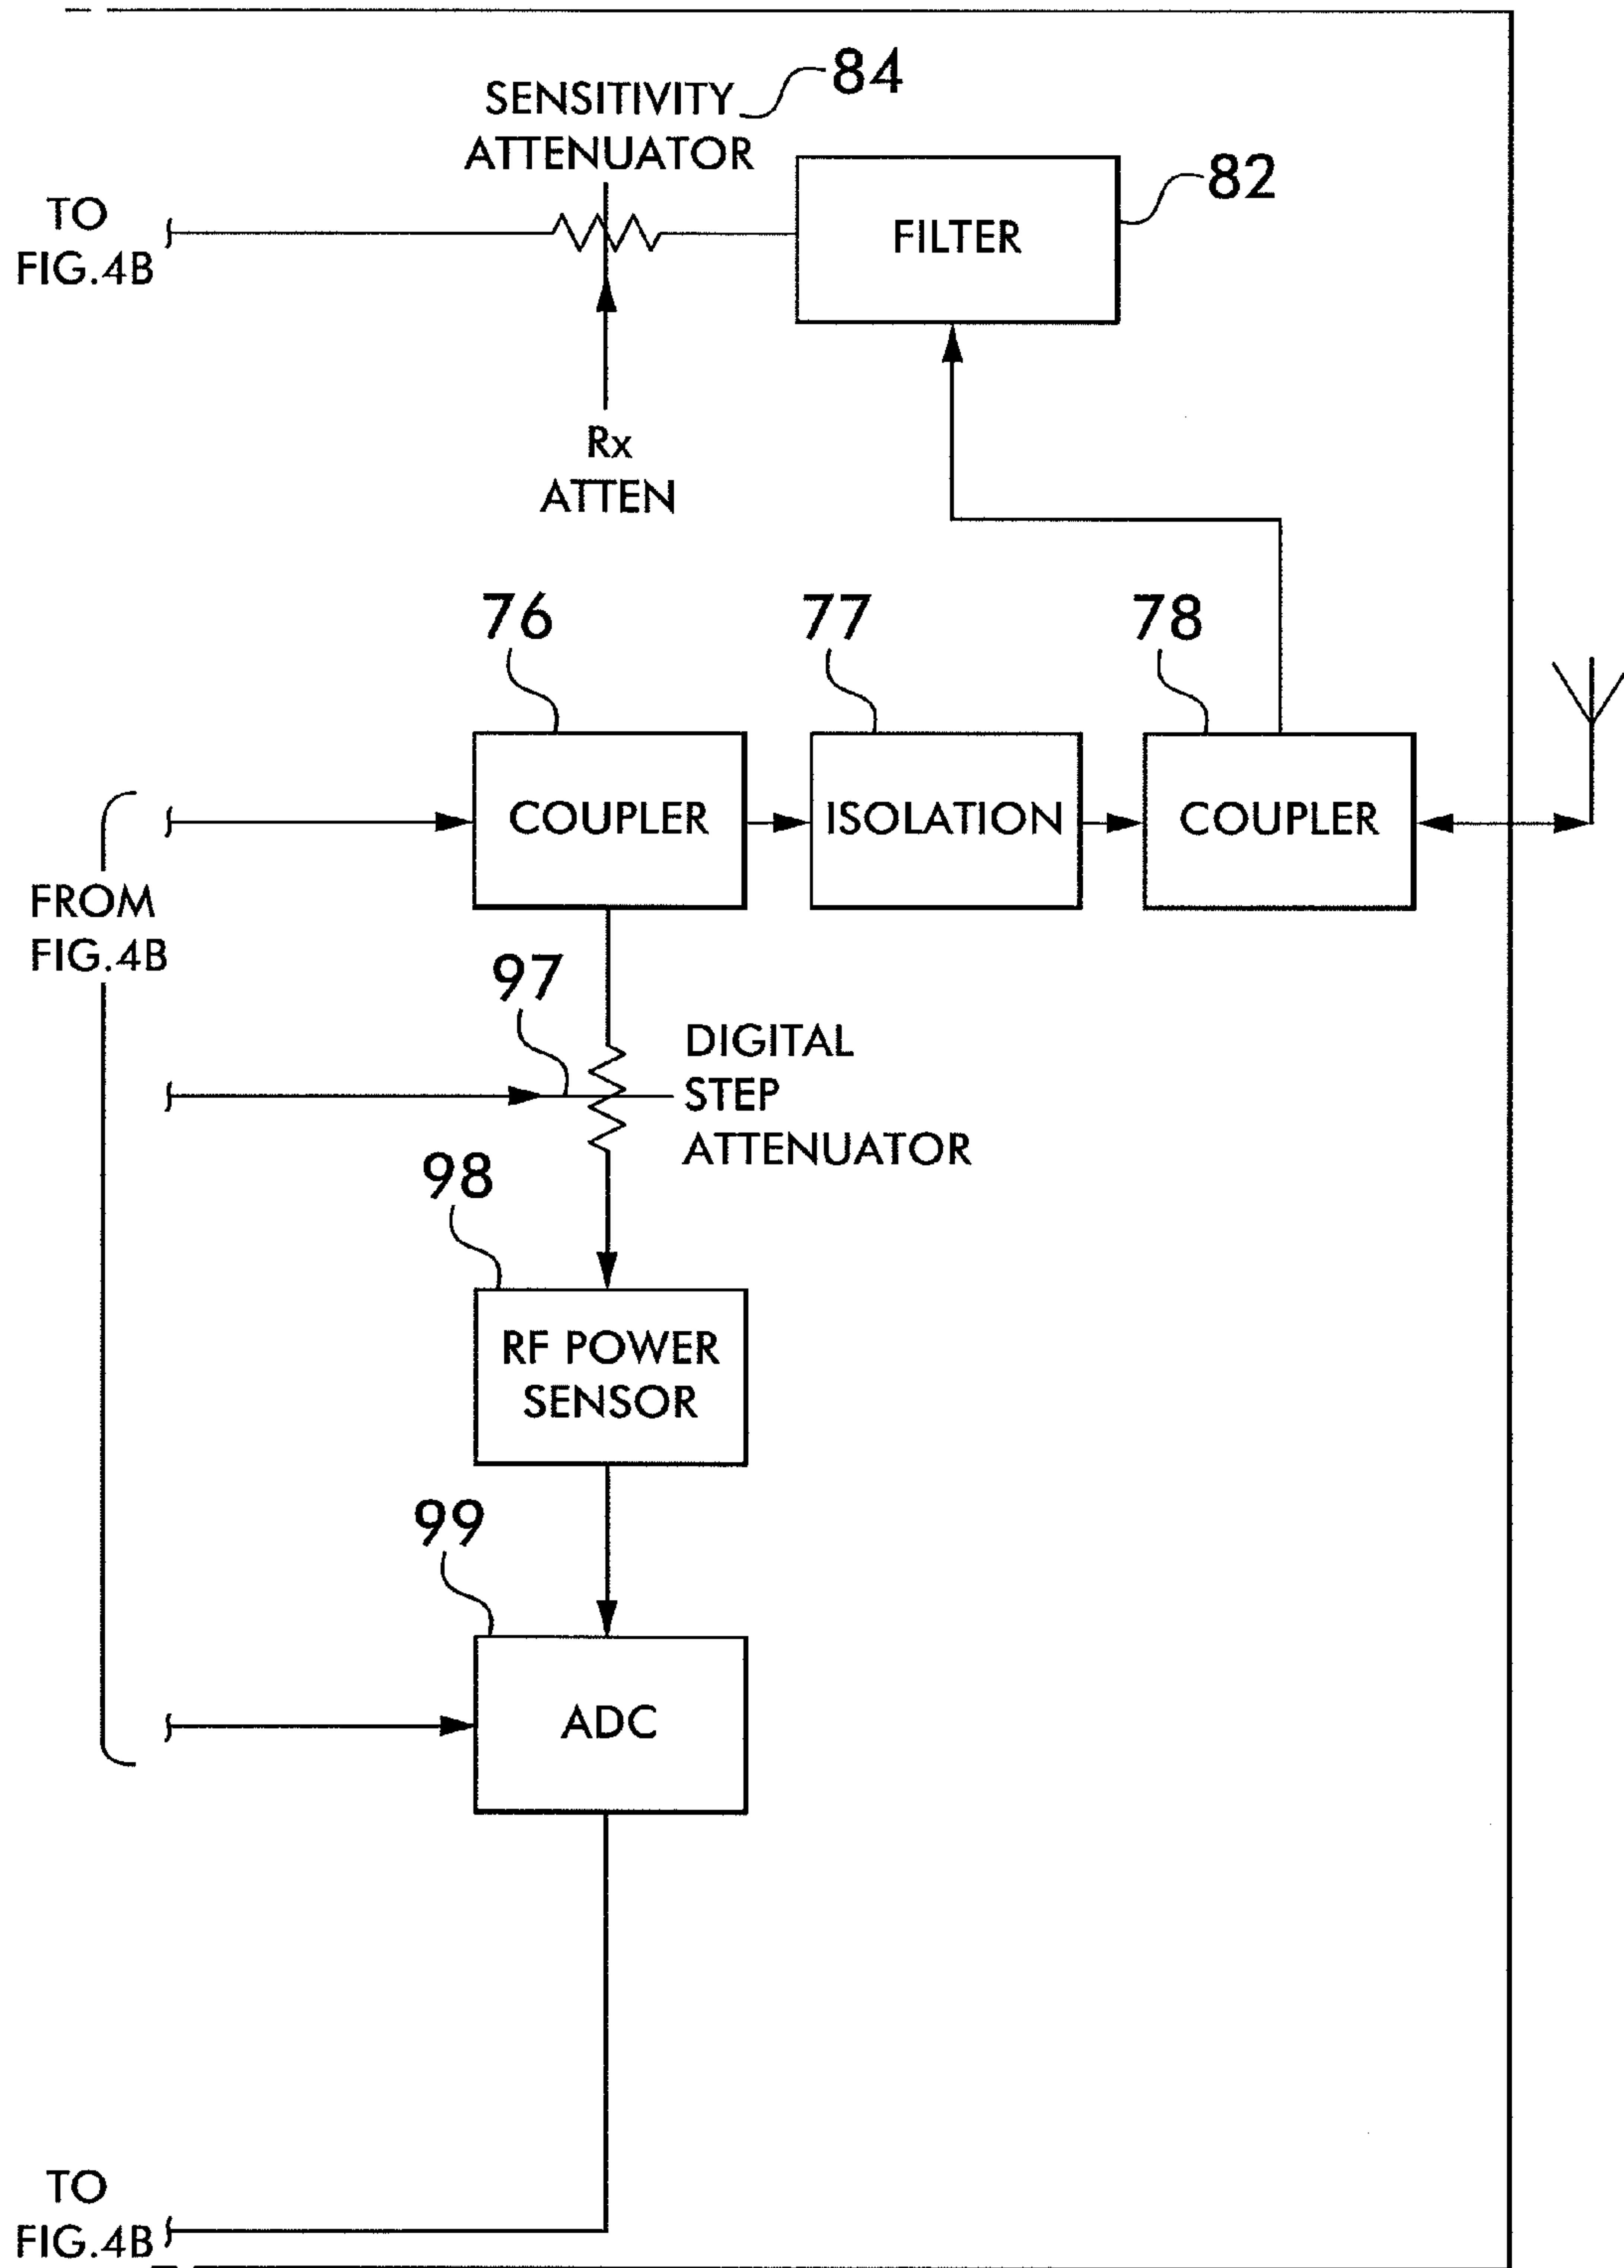 SENSITIVITY
ATTENUATOR
84
TO
FIG.4B
FILTER
82
Rx
ATTEN
76
77
78
COUPLER
ISOLATION
COUPLER
FROM
FIG.4B
97
DIGITAL
STEP
ATTENUATOR
98
RF POWER
SENSOR
99
ADC
TO
FIG.4B